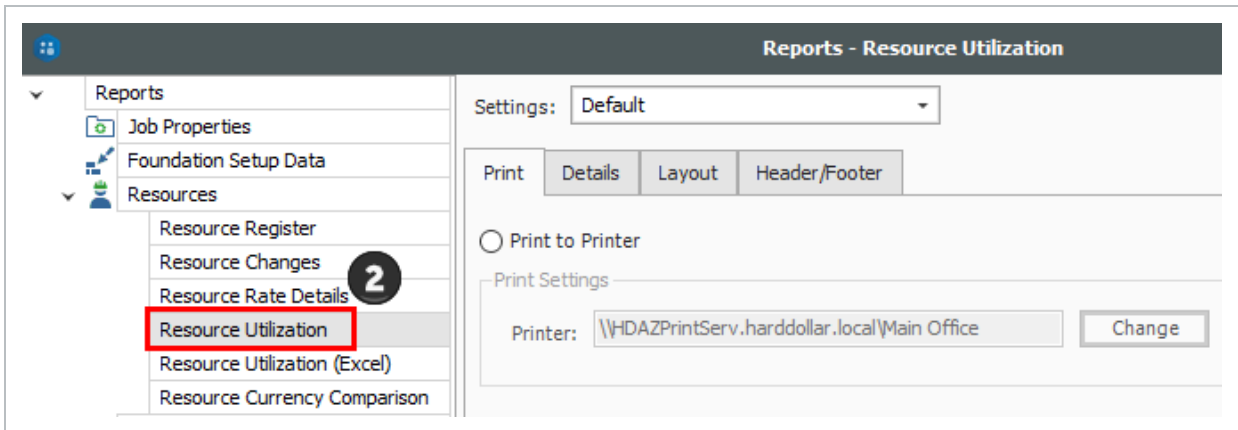 Reports - Resource Utilization
Reports
Job Properties
Foundation Setup Data
Resources
Resource Register
Resource Changes
2
Resource Rate Details
Resource Utilization
Resource Utilization (Excel)
Resource Currency Comparison
Settings: Default
Print Details Layout Header/Footer
Print to Printer
Print Settings
Printer: \\HDAZPrintServ.harddollar.local\Main Office Change